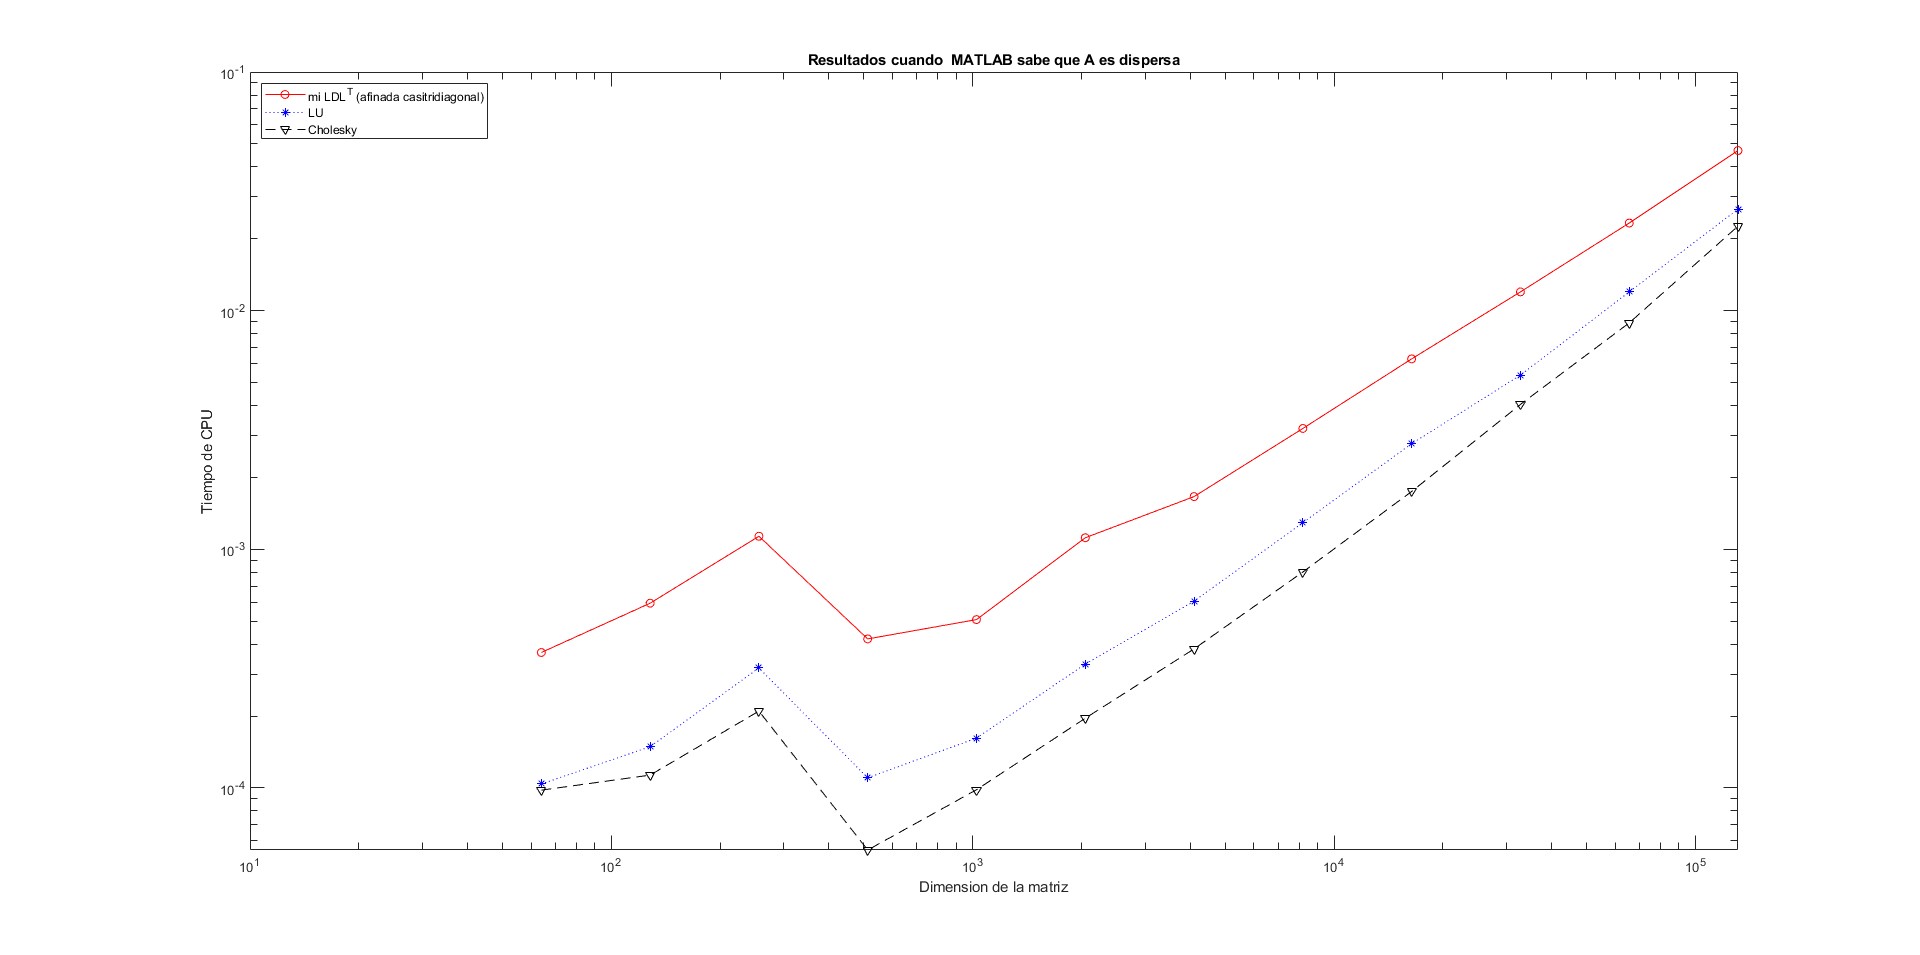 Resultados cuando  MATLAB sabe que A es dispersa
mi LDL^T (afinada casitridiagonal)
LU
Cholesky
10^-1
10^-2
10^-3
10^-4
Tiempo de CPU
10^1 10^2 10^3 10^4 10^5
Dimension de la matriz